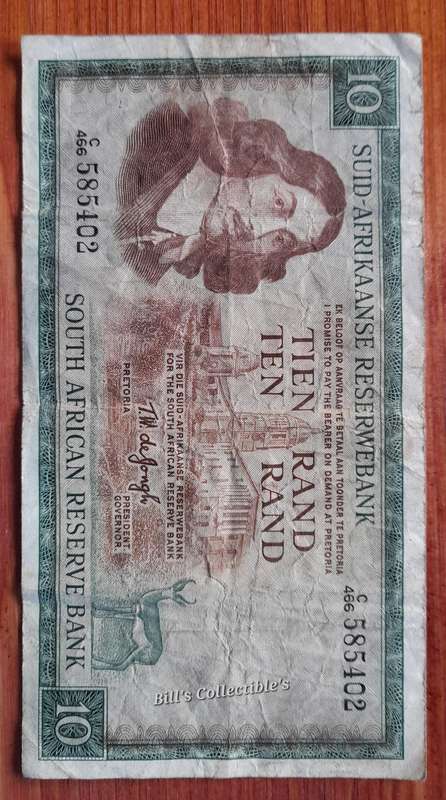 10
SUID-AFRIKAANSE RESERWEBANK
EK BELOOF OP AANVRAAG TE BETAAL AAN TOONDER TE PRETORIA
I PROMISE TO PAY THE BEARER ON DEMAND AT PRETORIA
C
466 585402
TIEN RAND
TEN RAND
VIR DIE SUID-AFRIKAANSE RESERWEBANK
FOR THE SOUTH AFRICAN RESERVE BANK
T.W. de Jongh
PRETORIA
PRESIDENT
GOVERNOR
C
466 585402
SOUTH AFRICAN RESERVE BANK
10
Bill's Collectible's